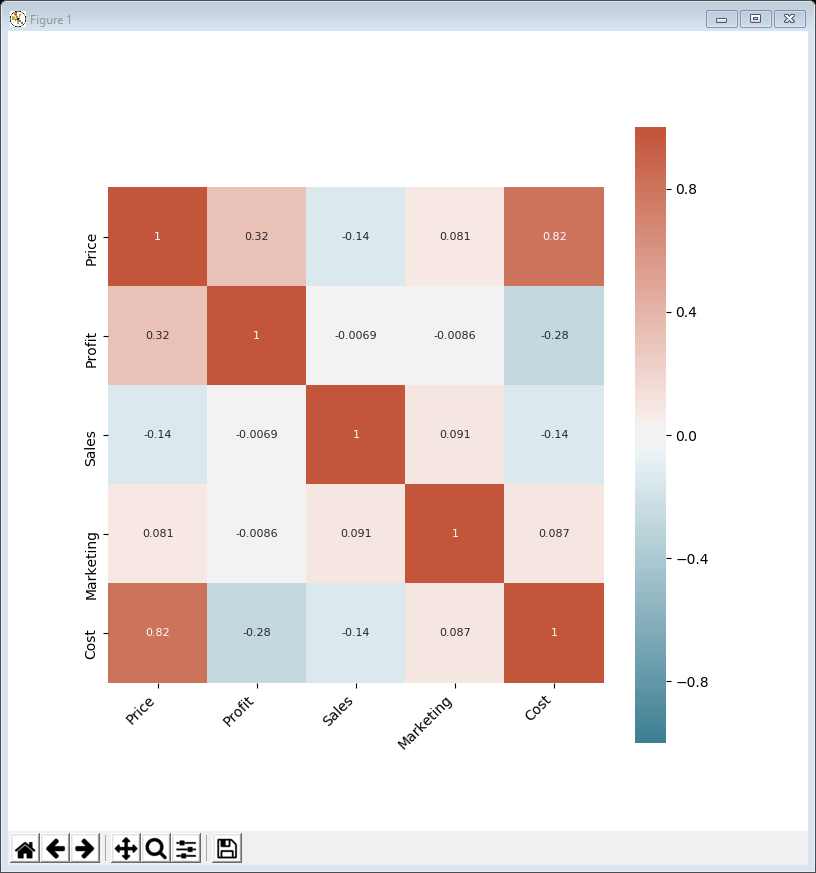 Figure 1
Price
1
0.32
-0.14
0.081
0.82
Profit
0.32
1
-0.0069
-0.0086
-0.28
Sales
-0.14
-0.0069
1
0.091
-0.14
Marketing
0.081
-0.0086
0.091
1
0.087
Cost
0.82
-0.28
-0.14
0.087
1
Price
Profit
Sales
Marketing
Cost
0.8
0.4
0.0
−0.4
−0.8